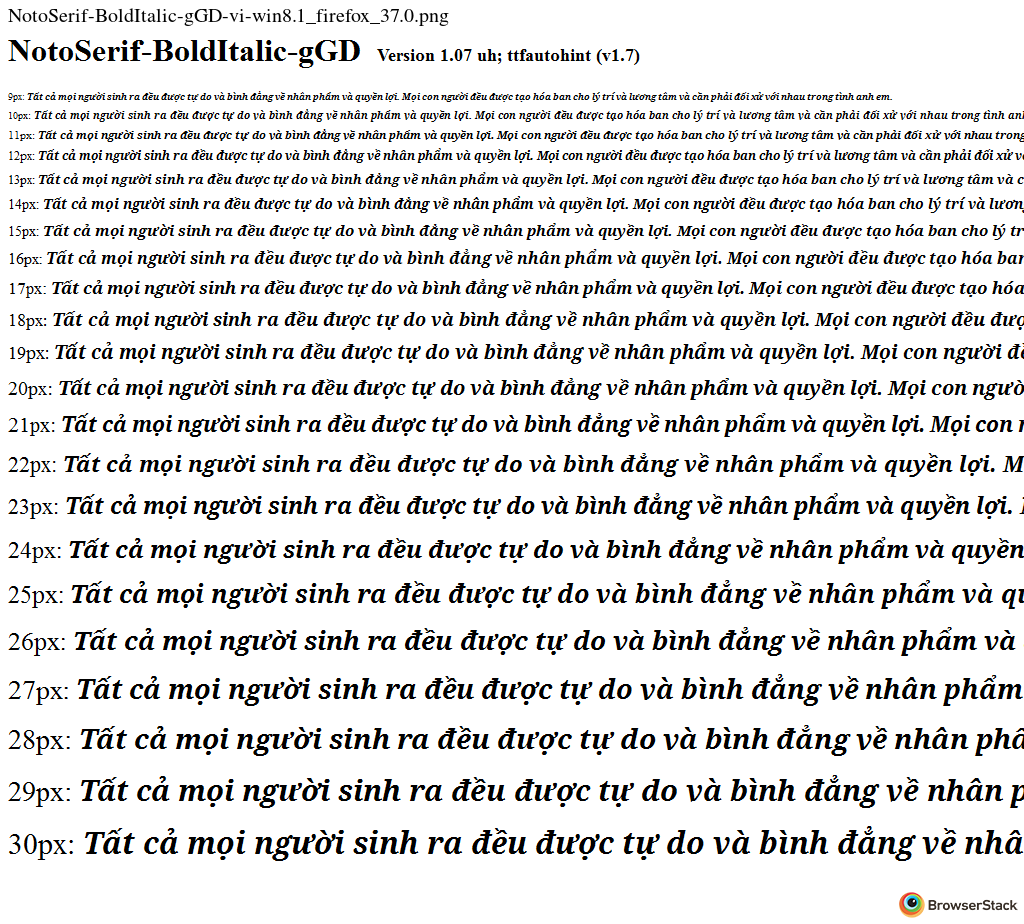 NotoSerif-BoldItalic-gGD-vi-win8.1_firefox_37.0.png
NotoSerif-BoldItalic-gGD Version 1.07 uh; ttfautohint (v1.7)
9px: Tất cả mọi người sinh ra đều được tự do và bình đẳng về nhân phẩm và quyền lợi. Mọi con người đều được tạo hóa ban cho lý trí và lương tâm và cần phải đối xử với nhau trong tình anh em.
10px: Tất cả mọi người sinh ra đều được tự do và bình đẳng về nhân phẩm và quyền lợi. Mọi con người đều được tạo hóa ban cho lý trí và lương tâm và cần phải đối xử với nhau trong tình
11px: Tất cả mọi người sinh ra đều được tự do và bình đẳng về nhân phẩm và quyền lợi. Mọi con người đều được tạo hóa ban cho lý trí và lương tâm và cần phải đối xử với nhau trong
12px: Tất cả mọi người sinh ra đều được tự do và bình đẳng về nhân phẩm và quyền lợi. Mọi con người đều được tạo hóa ban cho lý trí và lương tâm và cần phải đối xử
13px: Tất cả mọi người sinh ra đều được tự do và bình đẳng về nhân phẩm và quyền lợi. Mọi con người đều được tạo hóa ban cho lý trí và lương tâm và
14px: Tất cả mọi người sinh ra đều được tự do và bình đẳng về nhân phẩm và quyền lợi. Mọi con người đều được tạo hóa ban cho lý trí và
15px: Tất cả mọi người sinh ra đều được tự do và bình đẳng về nhân phẩm và quyền lợi. Mọi con người đều được tạo hóa ban cho lý
16px: Tất cả mọi người sinh ra đều được tự do và bình đẳng về nhân phẩm và quyền lợi. Mọi con người đều được tạo hóa ban
17px: Tất cả mọi người sinh ra đều được tự do và bình đẳng về nhân phẩm và quyền lợi. Mọi con người đều được tạo hóa
18px: Tất cả mọi người sinh ra đều được tự do và bình đẳng về nhân phẩm và quyền lợi. Mọi con người đều
19px: Tất cả mọi người sinh ra đều được tự do và bình đẳng về nhân phẩm và quyền lợi. Mọi con người
20px: Tất cả mọi người sinh ra đều được tự do và bình đẳng về nhân phẩm và quyền lợi. Mọi con
21px: Tất cả mọi người sinh ra đều được tự do và bình đẳng về nhân phẩm và quyền lợi. Mọi con
22px: Tất cả mọi người sinh ra đều được tự do và bình đẳng về nhân phẩm và quyền lợi. M
23px: Tất cả mọi người sinh ra đều được tự do và bình đẳng về nhân phẩm và quyền lợi.
24px: Tất cả mọi người sinh ra đều được tự do và bình đẳng về nhân phẩm và quyền
25px: Tất cả mọi người sinh ra đều được tự do và bình đẳng về nhân phẩm và
26px: Tất cả mọi người sinh ra đều được tự do và bình đẳng về nhân phẩm và
27px: Tất cả mọi người sinh ra đều được tự do và bình đẳng về nhân phẩm
28px: Tất cả mọi người sinh ra đều được tự do và bình đẳng về nhân
29px: Tất cả mọi người sinh ra đều được tự do và bình đẳng về nhân
30px: Tất cả mọi người sinh ra đều được tự do và bình đẳng về
BrowserStack